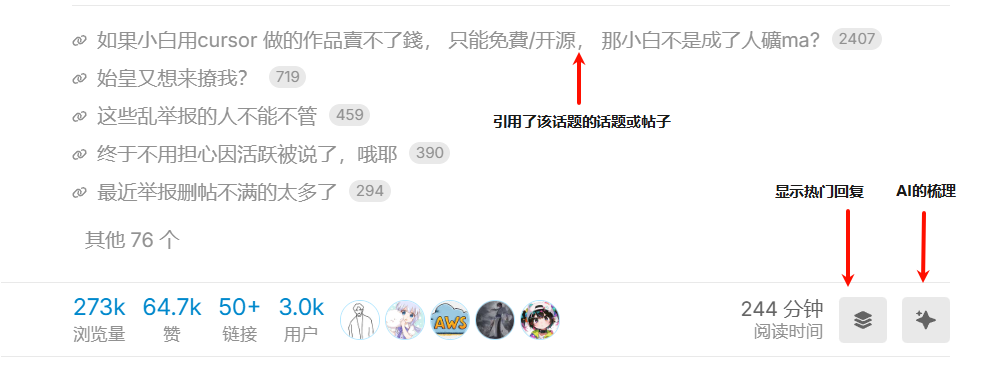 如果小白用cursor 做的作品賣不了錢， 只能免費/开源， 那小白不是成了人礦ma？ 2407
始皇又想来撩我？ 719
引用了该话题的话题或帖子
这些乱举报的人不能不管 459
终于不用担心因活跃被说了，哦耶 390
最近举报删帖不满的太多了 294
显示热门回复
AI的梳理
其他 76 个
273k 64.7k 50+ 3.0k
浏览量 赞 链接 用户
AWS
244 分钟
阅读时间